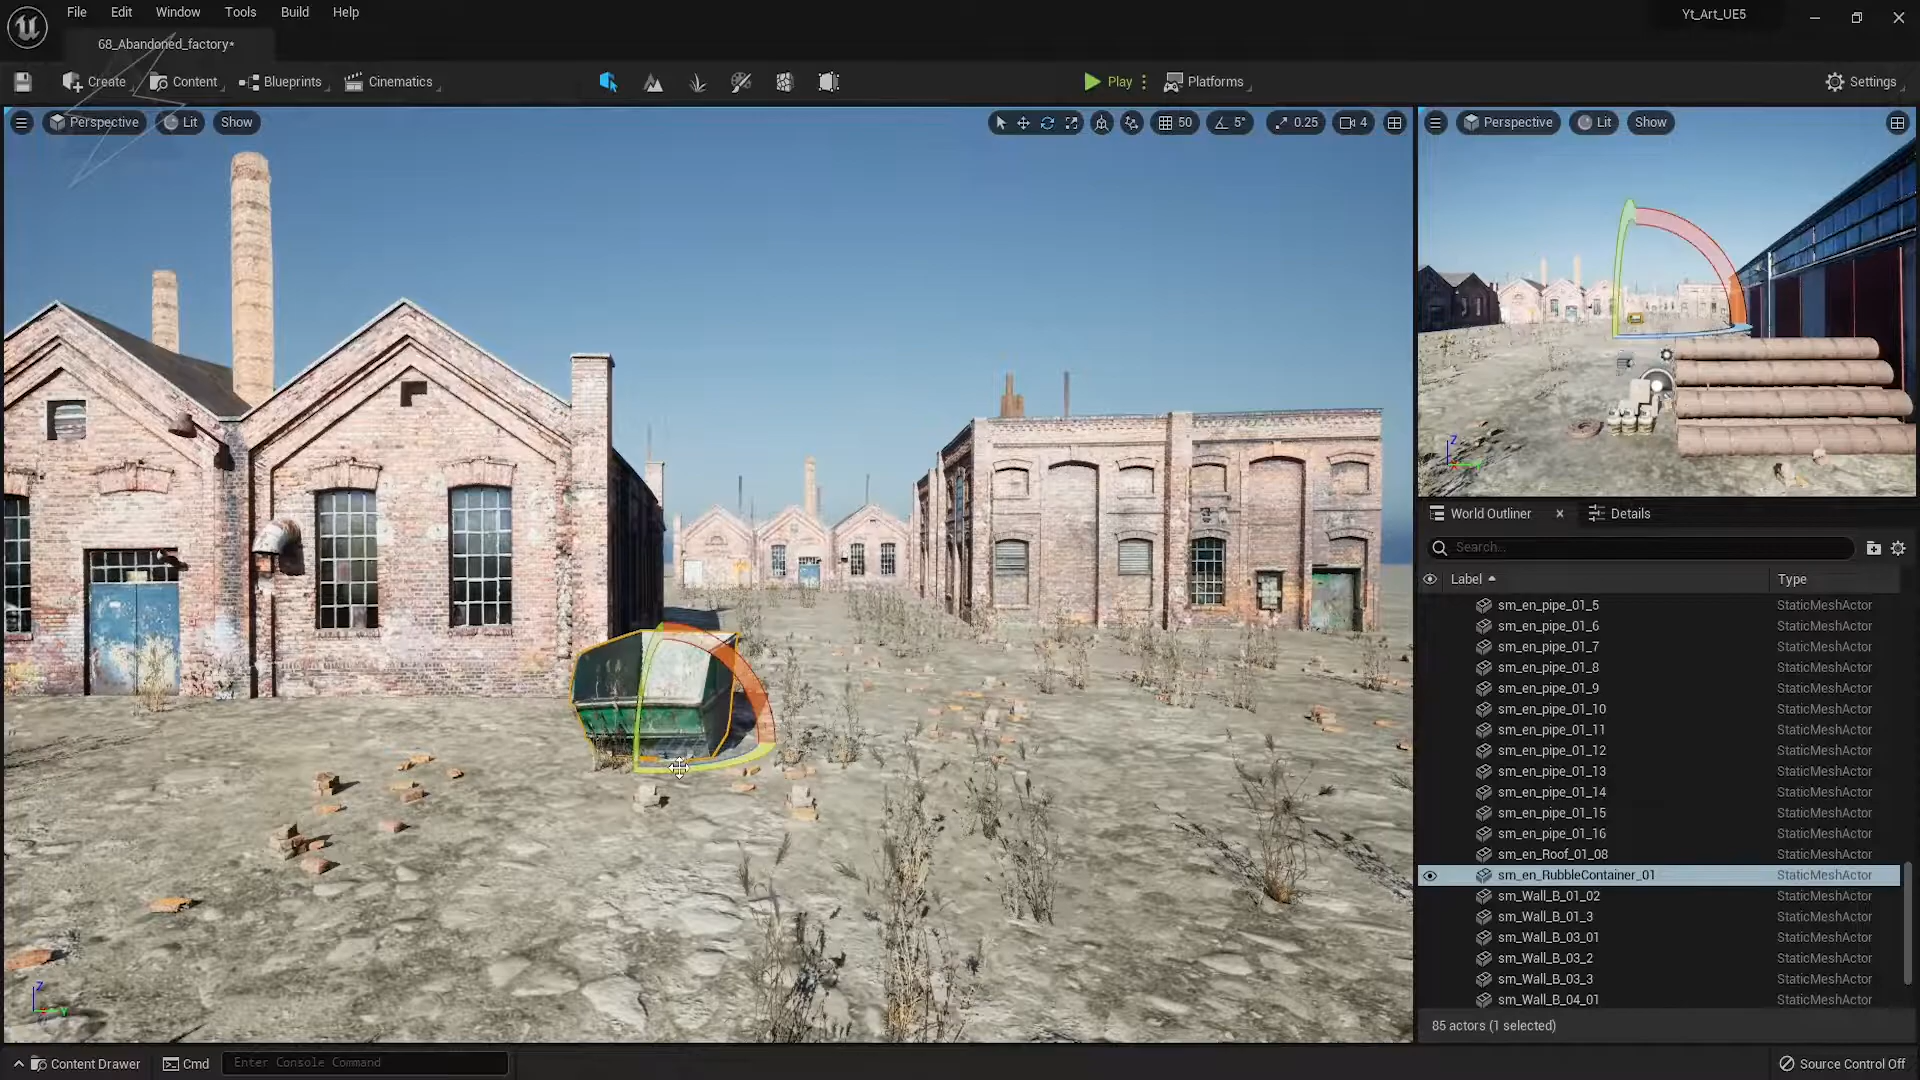 File Edit Window Tools Build Help
Yt_Art_UE5
68_Abandoned_factory*
Create Content Blueprints Cinematics Play Platforms Settings
Perspective Lit Show 50 5° 0.25 4
Perspective Lit Show
World Outliner Details
Search...
Label Type
sm_en_pipe_01_5 StaticMeshActor
sm_en_pipe_01_6 StaticMeshActor
sm_en_pipe_01_7 StaticMeshActor
sm_en_pipe_01_8 StaticMeshActor
sm_en_pipe_01_9 StaticMeshActor
sm_en_pipe_01_10 StaticMeshActor
sm_en_pipe_01_11 StaticMeshActor
sm_en_pipe_01_12 StaticMeshActor
sm_en_pipe_01_13 StaticMeshActor
sm_en_pipe_01_14 StaticMeshActor
sm_en_pipe_01_15 StaticMeshActor
sm_en_pipe_01_16 StaticMeshActor
sm_en_Roof_01_08 StaticMeshActor
sm_en_RubbleContainer_01 StaticMeshActor
sm_Wall_B_01_02 StaticMeshActor
sm_Wall_B_01_3 StaticMeshActor
sm_Wall_B_03_01 StaticMeshActor
sm_Wall_B_03_2 StaticMeshActor
sm_Wall_B_03_3 StaticMeshActor
sm_Wall_B_04_01 StaticMeshActor
85 actors (1 selected)
Content Drawer Cmd Enter Console Command Source Control Off